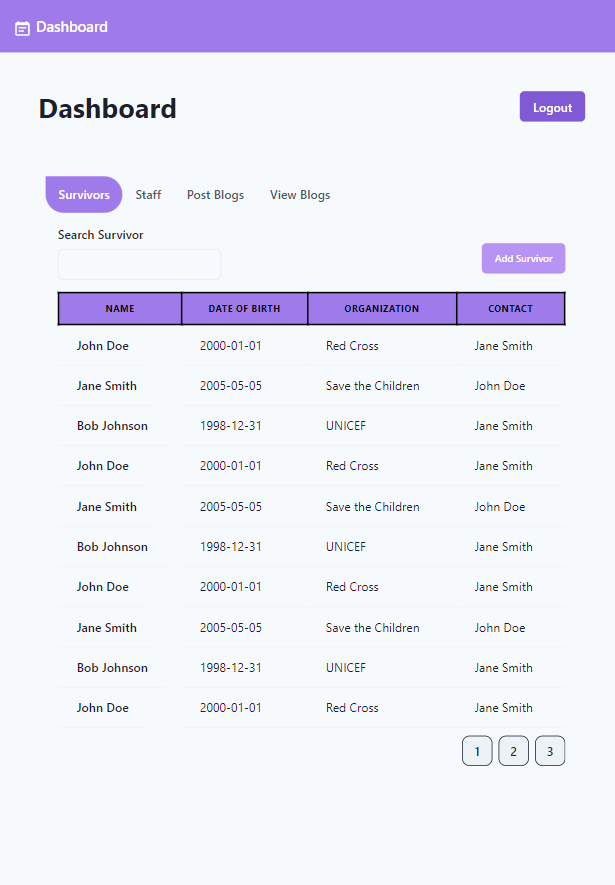 Dashboard
Dashboard
Logout
Survivors Staff Post Blogs View Blogs
Search Survivor
Add Survivor
NAME DATE OF BIRTH ORGANIZATION CONTACT
John Doe 2000-01-01 Red Cross Jane Smith
Jane Smith 2005-05-05 Save the Children John Doe
Bob Johnson 1998-12-31 UNICEF Jane Smith
John Doe 2000-01-01 Red Cross Jane Smith
Jane Smith 2005-05-05 Save the Children John Doe
Bob Johnson 1998-12-31 UNICEF Jane Smith
John Doe 2000-01-01 Red Cross Jane Smith
Jane Smith 2005-05-05 Save the Children John Doe
Bob Johnson 1998-12-31 UNICEF Jane Smith
John Doe 2000-01-01 Red Cross Jane Smith
1 2 3